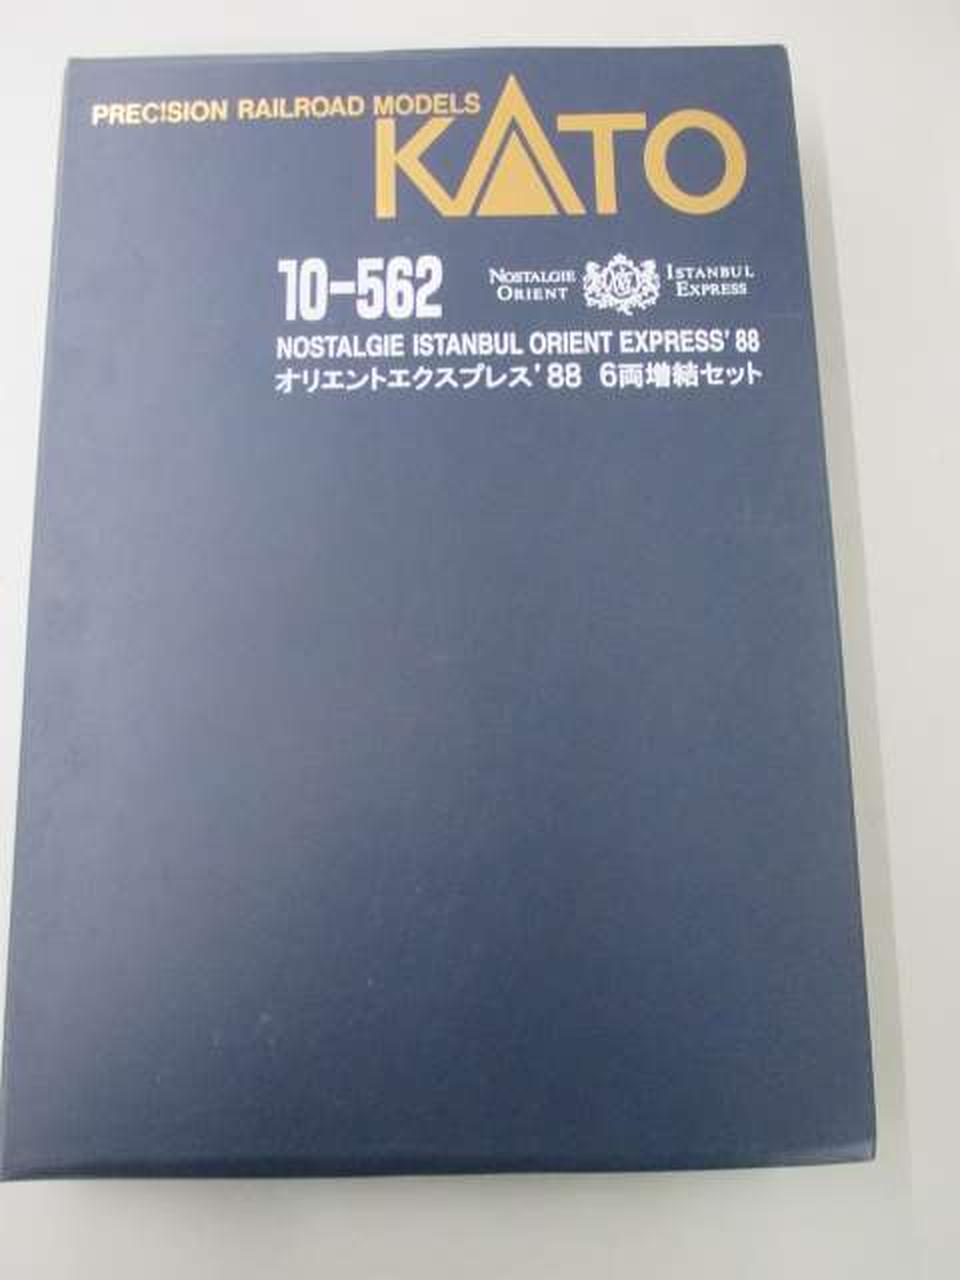 PRECISION RAILROAD MODELS
KATO
10-562
NOSTALGIE ORIENT
ISTANBUL EXPRESS
NOSTALGIE ISTANBUL ORIENT EXPRESS' 88
オリエントエクスプレス' 88 6両増結セット